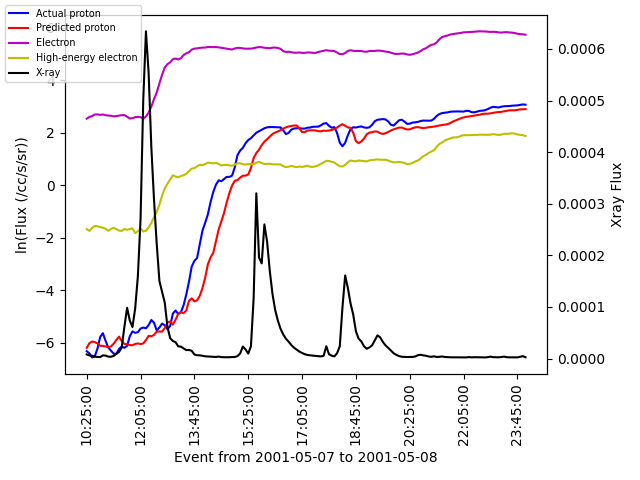 Actual proton
Predicted proton
Electron
High-energy electron
X-ray
4
2
0
−2
−4
−6
ln(Flux (/cc/s/sr))
0.0006
0.0005
0.0004
0.0003
0.0002
0.0001
0.0000
Xray Flux
10:25:00
12:05:00
13:45:00
15:25:00
17:05:00
18:45:00
20:25:00
22:05:00
23:45:00
Event from 2001-05-07 to 2001-05-08